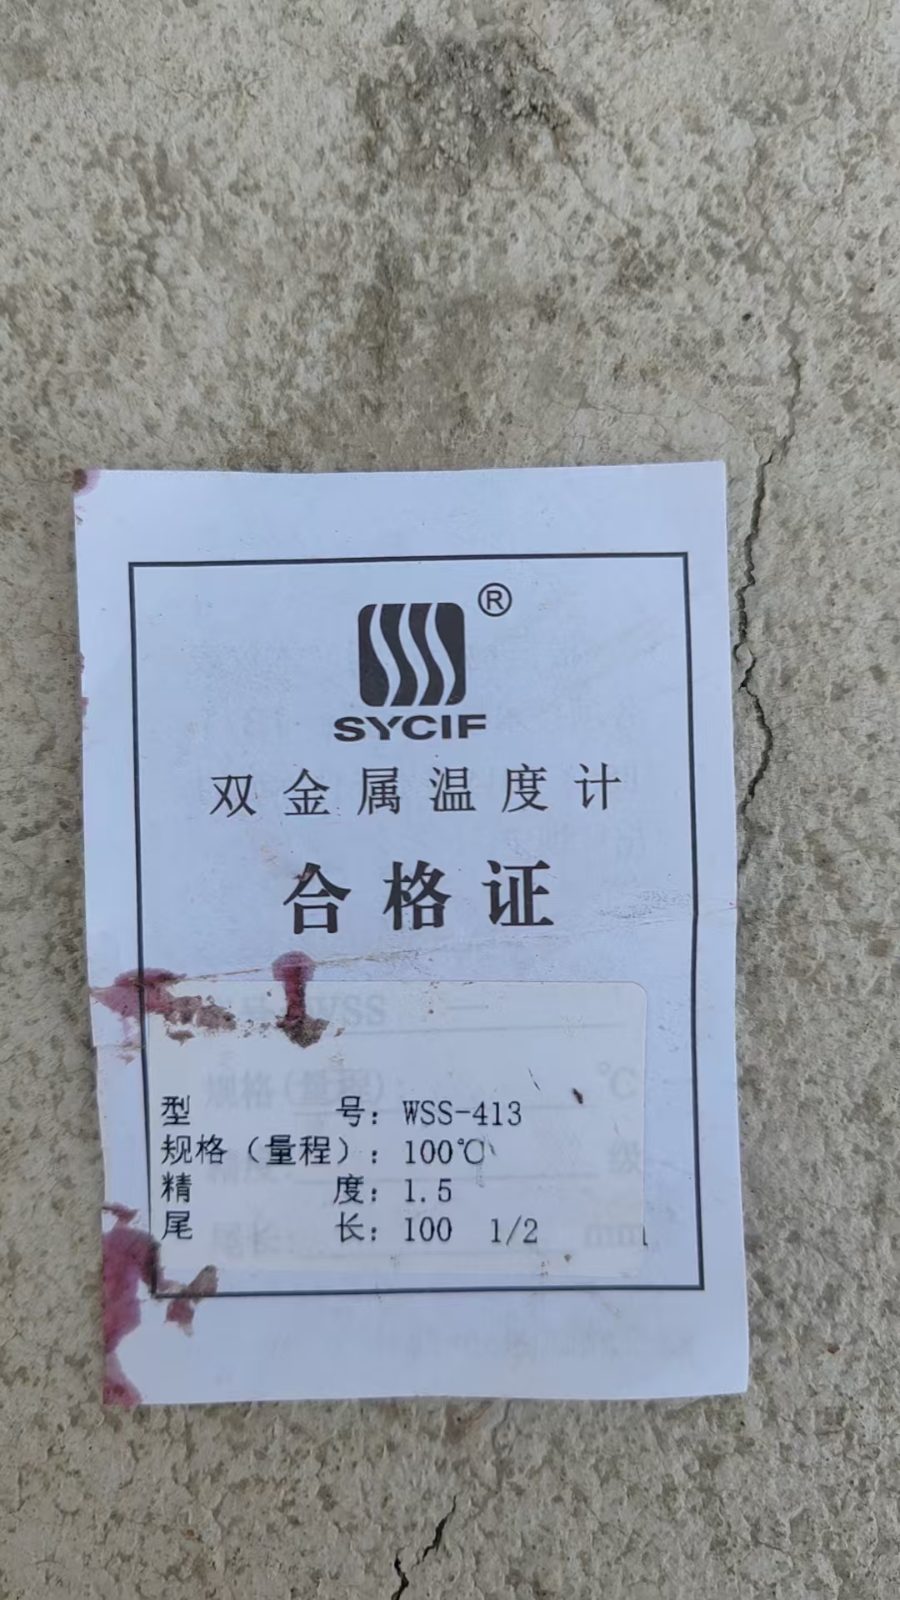 ®
SYCIF
双金属温度计
合格证
型 号：WSS-413
规格（量程）：100℃
精 度：1.5
尾 长：100 1/2